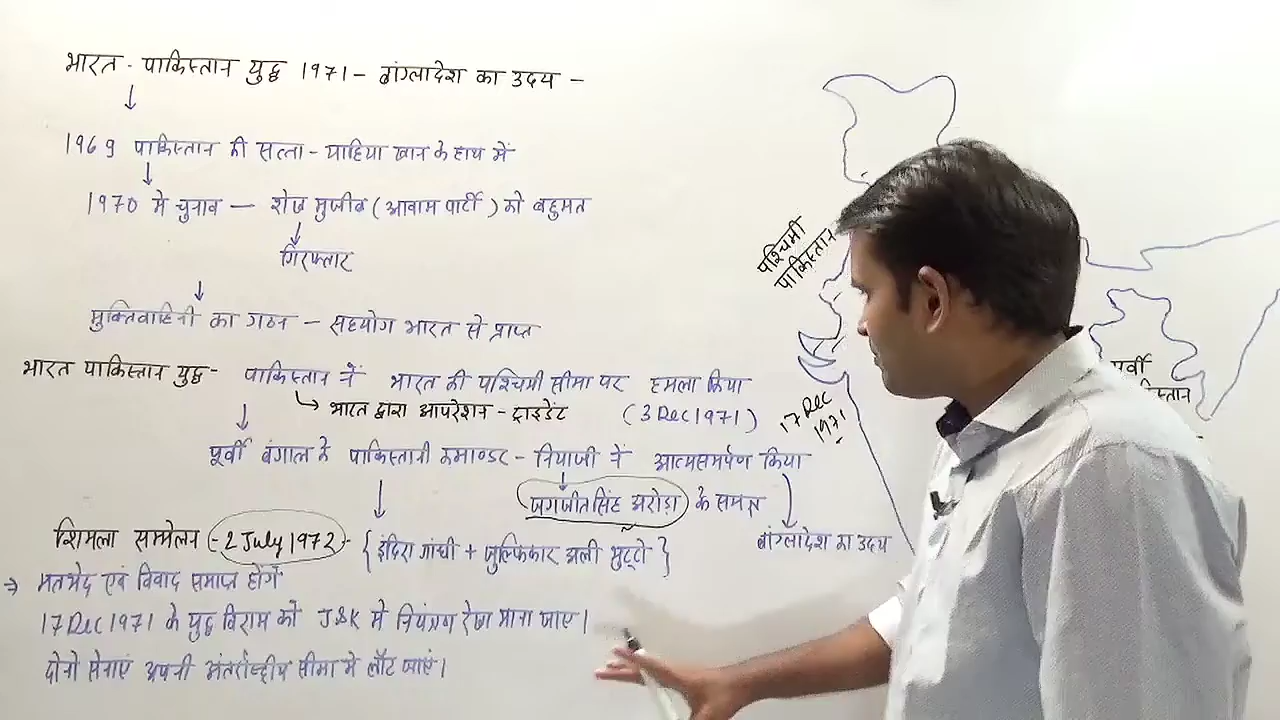 भारत - पाकिस्तान युद्ध 1971 - बांग्लादेश का उदय -
↓
1969 पाकिस्तान की सत्ता - याहिया खान के हाथ में
↓
1970 मे चुनाव — शेख मुजीब (आवाम पार्टी) को बहुमत
↓
गिरफ्तार
↓
मुक्तिवाहिनी का गठन - सहयोग भारत से प्राप्त
भारत पाकिस्तान युद्ध - पाकिस्तान ने भारत की पश्चिमी सीमा पर हमला किया
↳ भारत द्वारा आपरेशन - ट्राइडेंट (3 Dec 1971)
↓
पूर्वी बंगाल के पाकिस्तानी कमाण्डर - नियाजी ने आत्मसमर्पण किया
↓
जगजीत सिंह अरोड़ा के समक्ष
बांग्लादेश का उदय
शिमला सम्मेलन - 2 July 1972 - { इंदिरा गांधी + जुल्फिकार अली भुट्टो }
⇒ मतभेद एवं विवाद समाप्त होंगे
17 Dec 1971 के युद्ध विराम को J&K मे नियंत्रण रेखा माना जाए।
दोनो सेनाएं अपनी अंतर्राष्ट्रीय सीमा मे लौट जाएं।
पश्चिमी
पाकिस्तान
17 Dec
1971
पूर्वी
स्तान